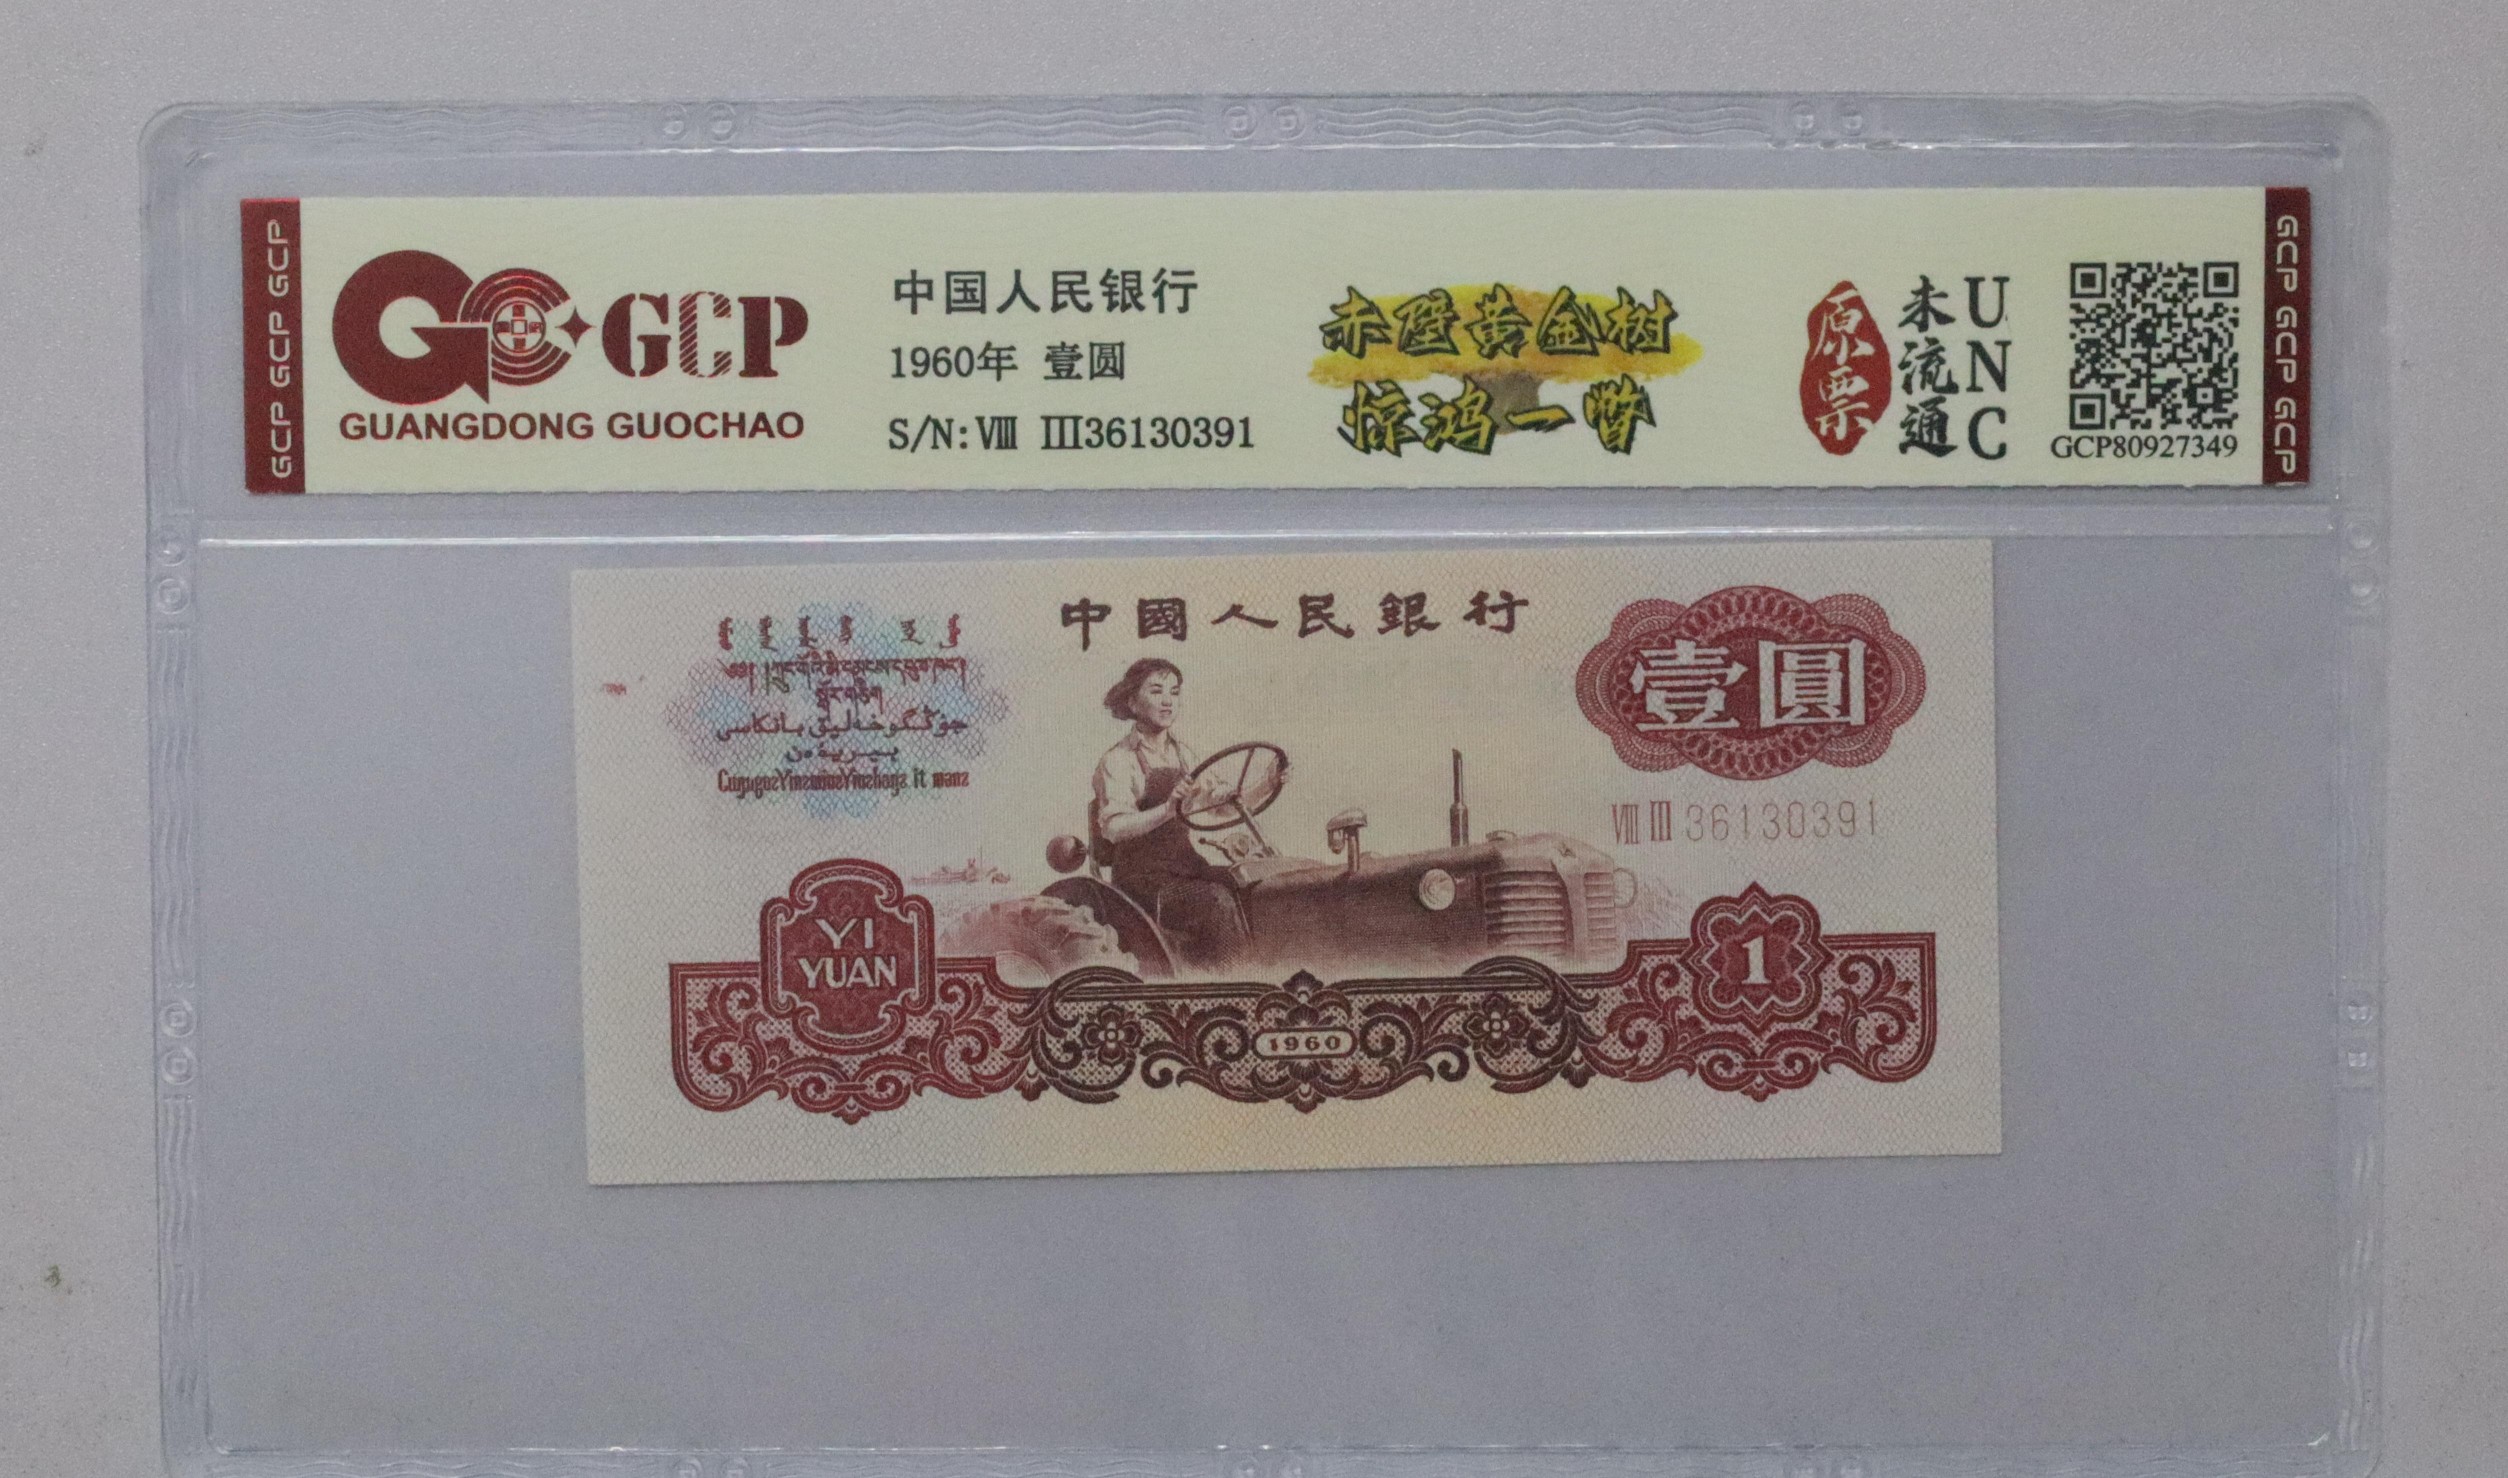 GCP GCP GCP
GCP
GUANGDONG GUOCHAO
中国人民银行
1960年 壹圆
S/N:Ⅷ Ⅲ36130391
赤壁黄金树
惊鸿一瞥
原票
未流通
UNC
GCP80927349
GCP GCP GCP
中國人民銀行
壹圓
ⅧⅢ 36130391
YI
YUAN
1960
1